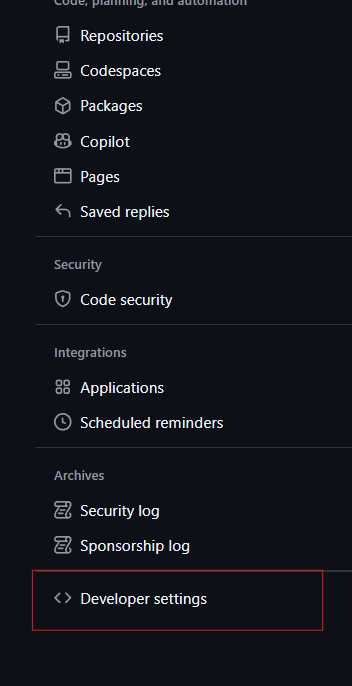 Code, planning, and automation
Repositories
Codespaces
Packages
Copilot
Pages
Saved replies
Security
Code security
Integrations
Applications
Scheduled reminders
Archives
Security log
Sponsorship log
Developer settings